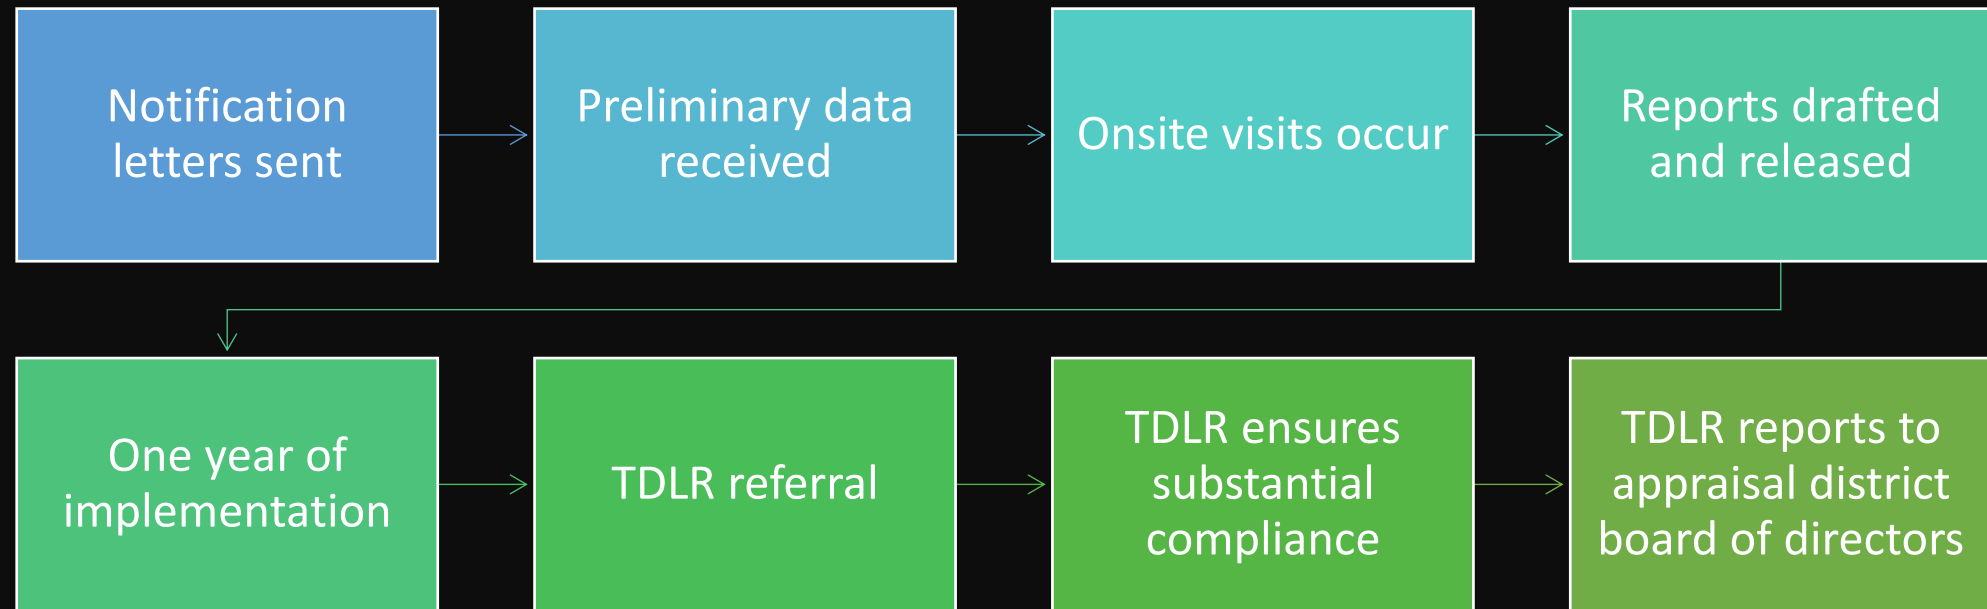 Notification
letters sent
Preliminary data
received
Onsite visits occur
Reports drafted
and released
One year of
implementation
TDLR referral
TDLR ensures
substantial
compliance
TDLR reports to
appraisal district
board of directors